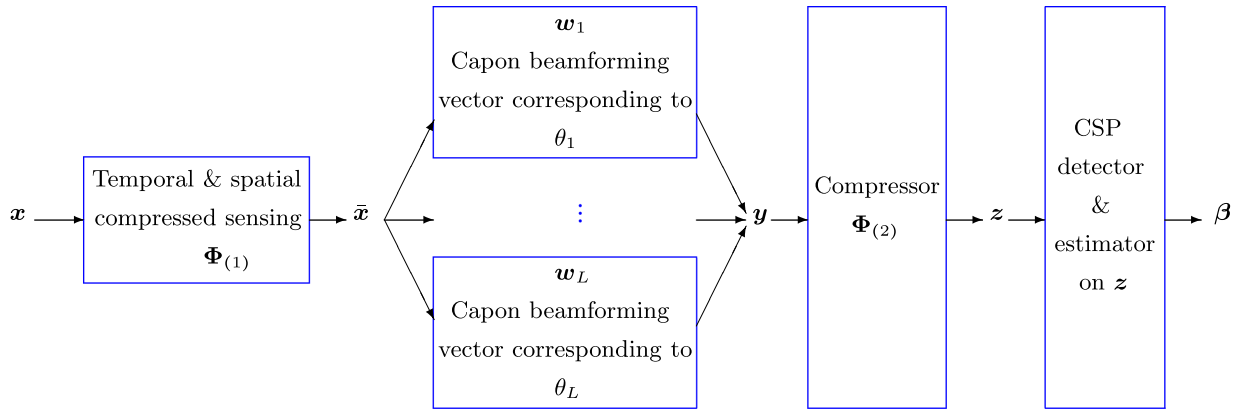 x
Temporal & spatial
compressed sensing
Φ(1)
x̄
w1
Capon beamforming
vector corresponding to
θ1
⋮
wL
Capon beamforming
vector corresponding to
θL
y
Compressor
Φ(2)
z
CSP
detector
&
estimator
on z
β